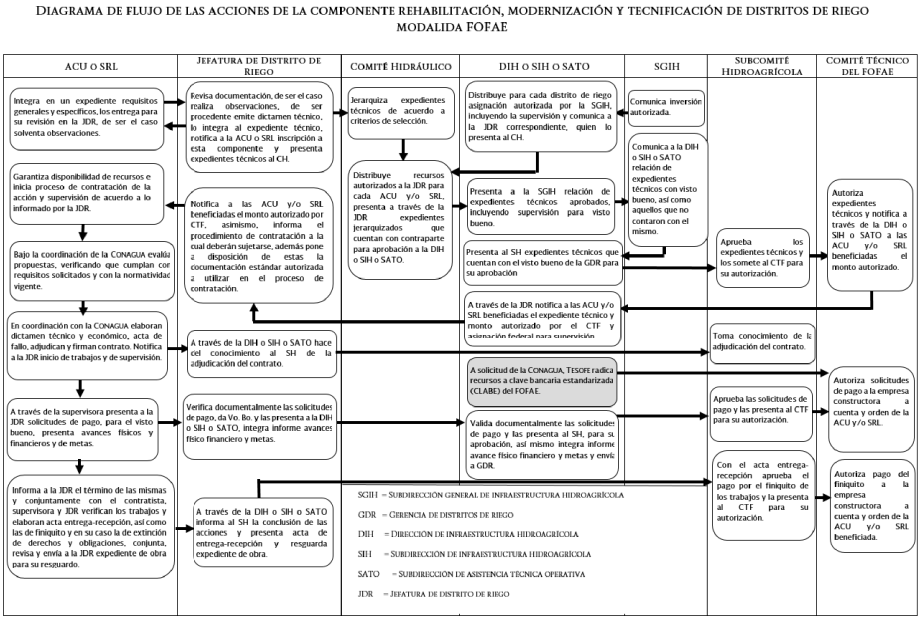 DIAGRAMA DE FLUJO DE LAS ACCIONES DE LA COMPONENTE REHABILITACIÓN, MODERNIZACIÓN Y TECNIFICACIÓN DE DISTRITOS DE RIEGO
MODALIDA FOFAE
ACU O SRL
JEFATURA DE DISTRITO DE
RIEGO
COMITÉ HIDRÁULICO
DIH O SIH O SATO
SGIH
SUBCOMITÉ
HIDROAGRÍCOLA
COMITÉ TÉCNICO
DEL FOFAE
Integra en un expediente requisitos
generales y específicos, los entrega para
su revisión en la JDR, de ser el caso
solventa observaciones.
Revisa documentación, de ser el caso
realiza observaciones, de ser
procedente emite dictamen técnico,
lo integra al expediente técnico,
notifica a la ACU o SRL inscripción a
esta componente y presenta
expedientes técnicos al CH.
Jerarquiza expedientes
técnicos de acuerdo a
criterios de selección.
Distribuye para cada distrito de riego
asignación autorizada por la SGIH,
incluyendo la supervisión y comunica a
la JDR correspondiente, quien lo
presenta al CH.
Comunica inversión
autorizada.
Garantiza disponibilidad de recursos e
inicia proceso de contratación de la
acción y supervisión de acuerdo a lo
informado por la JDR.
Notifica a las ACU y/o SRL
beneficiadas el monto autorizado por
CTF, asimismo, informa el
procedimiento de contratación a la
cual deberán sujetarse, además pone
a disposición de estas la
documentación estándar autorizada
a utilizar en el proceso de
contratación.
Distribuye recursos
autorizados a la JDR para
cada ACU y/o SRL,
presenta a través de la
JDR expedientes
jerarquizados que
cuentan con contraparte
para aprobación a la DIH
o SIH o SATO.
Presenta a la SGIH relación de
expedientes técnicos aprobados,
incluyendo supervisión para visto
bueno.
Comunica a la DIH
o SIH o SATO
relación de
expedientes
técnicos con visto
bueno, así como
aquellos que no
contaron con el
mismo.
Presenta al SH expedientes técnicos que
cuentan con el visto bueno de la GDR para
su aprobación
Aprueba los
expedientes técnicos y
los somete al CTF para
su autorización.
Autoriza
expedientes
técnicos y notifica a
través de la DIH o
SIH o SATO a las
ACU y/o SRL
beneficiadas el
monto autorizado.
Bajo la coordinación de la CONAGUA evalúa
propuestas, verificando que cumplan con
requisitos solicitados y con la normatividad
vigente.
A través de la JDR notifica a las ACU y/o
SRL beneficiadas el expediente técnico y
monto autorizado por el CTF y
asignación federal para supervisión.
En coordinación con la CONAGUA elaboran
dictamen técnico y económico, acta de
fallo, adjudican y firman contrato. Notifica
a la JDR inicio de trabajos y de supervisión.
A través de la DIH o SIH o SATO hace
del conocimiento al SH de la
adjudicación del contrato.
Toma conocimiento de la
adjudicación del contrato.
A solicitud de la CONAGUA, TESOFE radica
recursos a clave bancaria estandarizada
(CLABE) del FOFAE.
Autoriza solicitudes
de pago a la empresa
constructora a
cuenta y orden de la
ACU y/o SRL.
A través de la supervisora presenta a la
JDR solicitudes de pago, para el visto
bueno, presenta avances físicos y
financieros y de metas.
Verifica documentalmente las solicitudes
de pago, da Vo. Bo. y las presenta a la DIH
o SIH o SATO, integra informe avances
físico financiero y metas.
Valida documentalmente las solicitudes
de pago y las presenta al SH, para su
aprobación, así mismo integra informe
avance físico financiero y metas y envía
a GDR.
Aprueba las solicitudes de
pago y las presenta al CTF
para su autorización.
Informa a la JDR el término de las mismas
y conjuntamente con el contratista,
supervisora y JDR verifican los trabajos y
elaboran acta entrega-recepción, así como
las de finiquito y en su caso la de extinción
de derechos y obligaciones, conjunta,
revisa y envía a la JDR expediente de obra
para su resguardo.
A través de la DIH o SIH o SATO
informa al SH la conclusión de las
acciones y presenta acta de
entrega-recepción y resguarda
expediente de obra.
Con el acta entrega-
recepción aprueba el
pago por el finiquito de
los trabajos y la presenta
al CTF para su
autorización.
Autoriza pago del
finiquito a la
empresa
constructora a
cuenta y orden de la
ACU y/o SRL
beneficiada.
SGIH = SUBDIRECCIÓN GENERAL DE INFRAESTRUCTURA HIDROAGRÍCOLA
GDR = GERENCIA DE DISTRITOS DE RIEGO
DIH = DIRECCIÓN DE INFRAESTRUCTURA HIDROAGRÍCOLA
SIH = SUBDIRECCIÓN DE INFRAESTRUCTURA HIDROAGRÍCOLA
SATO = SUBDIRECCIÓN DE ASISTENCIA TÉCNICA OPERATIVA
JDR = JEFATURA DE DISTRITO DE RIEGO